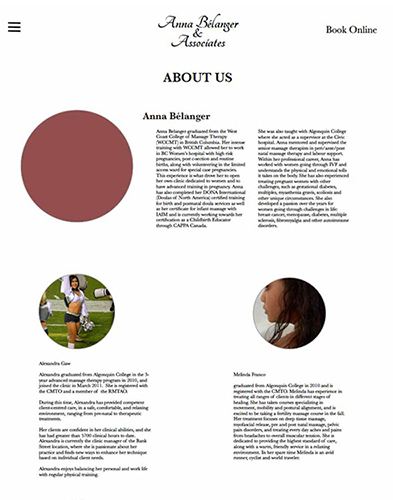 Anna Bélanger
&
Associates
Book Online
ABOUT US
Anna Bélanger
Anna Belanger graduated from the West
Coast College of Massage Therapy
(WCCMT) in British Columbia. Her intense
training with WCCMT allowed her to work
in BC Women's hospital with high risk
pregnancies, post c-section and routine
births, along with volunteering in the limited
access ward for special case pregnancies.
This experience is what drove her to open
her own clinic dedicated to women and to
have advanced training in pregnancy. Anna
has also completed her DONA International
(Doulas of North America) certified training
for birth and postnatal doula services as well
as her certificate for infant massage with
IAIM and is currently working towards her
certification as a Childbirth Educator
through CAPPA Canada.
She was also taught with Algonquin College
where she acted as a supervisor at the Civic
hospital. Anna mentored and supervised the
senior massage therapists in peri/ante/post
natal massage therapy and labour support.
Within her professional career, Anna has
worked with women going through IVF and
understands the physical and emotional tolls
it takes on the body. She has also experienced
treating pregnant women with other
challenges, such as gestational diabetes,
multiples, myasthenia gravis, scoliosis and
other unique circumstances. She also
developed a passion over the years for
women going through challenges in life;
breast cancer, menopause, diabetes, multiple
sclerosis, fibromyalgia and other autoimmune
disorders.
Alexandra Gaw
Alexandra graduated from Algonquin College in the 3-
year advanced massage therapy program in 2010, and
joined the clinic in March 2011. She is registered with
the CMTO and a member of the RMTAO.
During this time, Alexandra has provided competent
client-centred care, in a safe, comfortable, and relaxing
environment, ranging from pre-natal to therapeutic
treatments.
Her clients are confident in her clinical abilities, and she
has had greater than 5700 clinical hours to date.
Alexandra is currently the clinic manager of the Bank
Street location, where she is passionate about her
practice and finds new ways to enhance her technique
based on individual client needs.
Alexandra enjoys balancing her personal and work life
with regular physical training.
Melinda Franco
graduated from Algonquin College in 2010 and is
registered with the CMTO. Melinda has experience in
treating all ranges of clients in different stages of
healing. She has taken courses specializing in
movement, mobility and postural alignment, and is
excited to be taking a fertility massage course in the fall.
Her treatment focuses on deep tissue massage,
myofascial release, pre and post natal massage, pelvic
pain disorders, and treating every day aches and pains
from headaches to overall muscular tension. She is
dedicated to providing the highest standard of care,
along with a warm, friendly service in a relaxing
environment. In her spare time Melinda is an avid
runner, cyclist and world traveler.